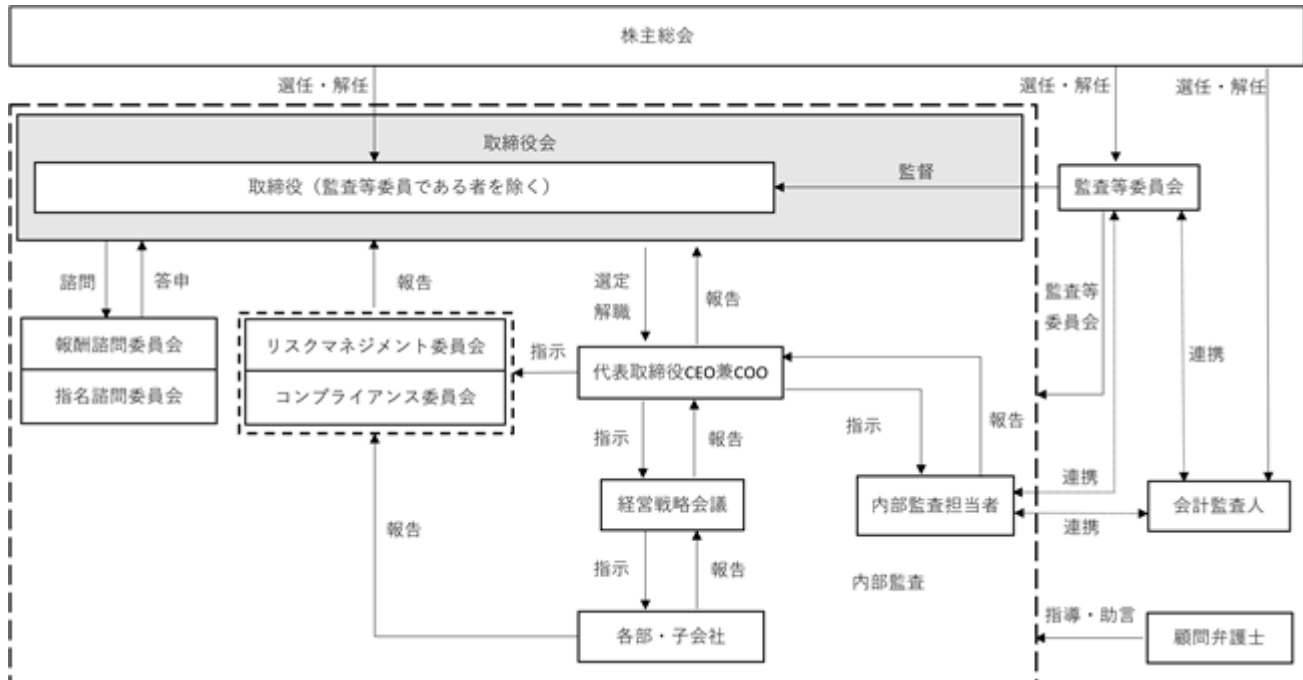 株主総会
選任・解任
選任・解任
選任・解任
取締役会
取締役（監査等委員である者を除く）
監督
監査等委員会
諮問
答申
報告
選定
解職
報告
監査等
委員会
連携
報酬諮問委員会
指名諮問委員会
リスクマネジメント委員会
コンプライアンス委員会
指示
代表取締役CEO兼COO
指示
報告
指示
報告
経営戦略会議
内部監査担当者
連携
連携
会計監査人
報告
指示
報告
内部監査
各部・子会社
指導・助言
顧問弁護士